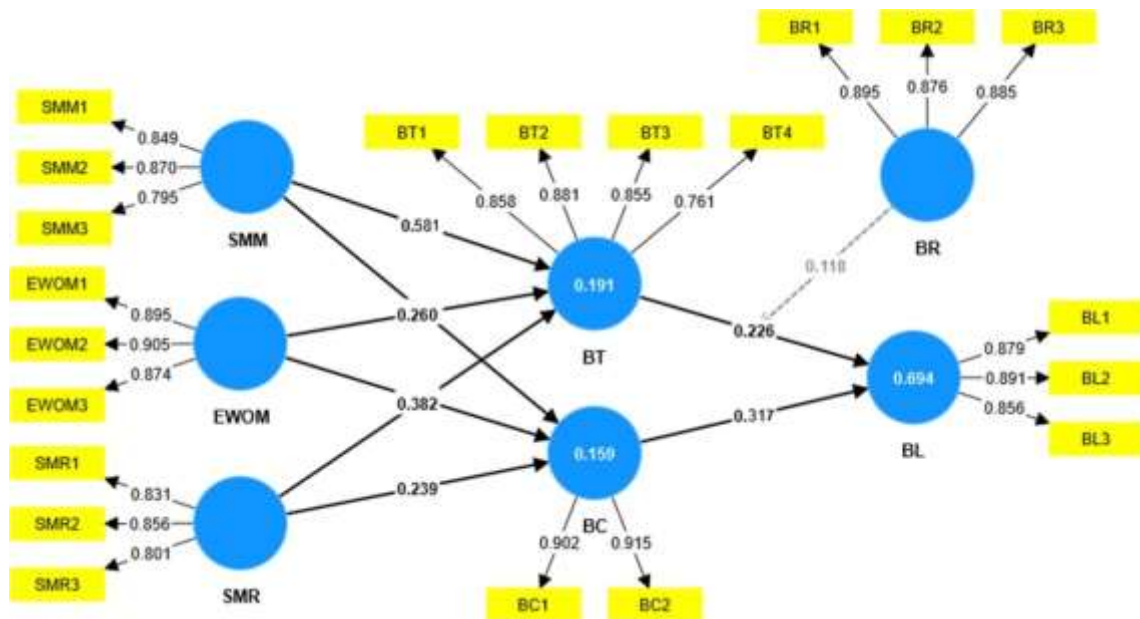 BR1
BR2
BR3
0.895
0.876
0.885
BR
SMM1
SMM2
SMM3
0.849
0.870
0.795
SMM
BT1
BT2
BT3
BT4
0.858
0.881
0.855
0.761
0.581
0.191
BT
0.118
EWOM1
EWOM2
EWOM3
0.895
0.905
0.874
EWOM
0.260
0.382
0.226
0.694
BL
BL1
BL2
BL3
0.879
0.891
0.856
0.317
SMR1
SMR2
SMR3
0.831
0.856
0.801
SMR
0.239
0.159
BC
0.902
0.915
BC1
BC2